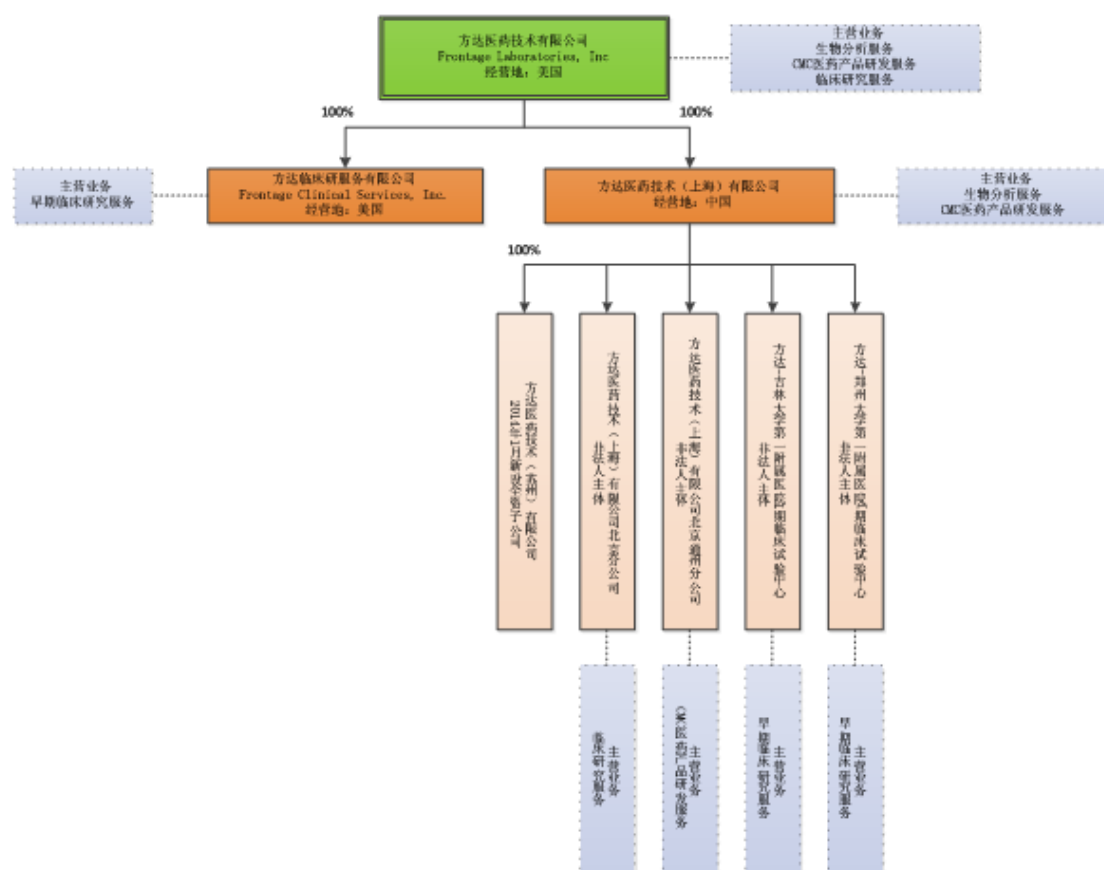 方达医药技术有限公司
Frontage Laboratories, Inc
经营地：美国
主营业务
生物分析服务
CMC医药产品研发服务
临床研究服务
100%
100%
主营业务
早期临床研究服务
方达临床研服务有限公司
Frontage Clinical Services, Inc.
经营地：美国
方达医药技术（上海）有限公司
经营地：中国
主营业务
生物分析服务
CMC医药产品研发服务
100%
方达医药技术（苏州）有限公司
2014年1月新设全资子公司
方达医药技术（上海）有限公司北京分公司
非法人主体
方达医药技术（上海）有限公司北京通州分公司
非法人主体
方达-吉林大学第一附属医院I期临床试验中心
非法人主体
方达-郑州大学第一附属医院I期临床试验中心
非法人主体
主营业务
临床研究服务
主营业务
CMC医药产品研发服务
主营业务
早期临床研究服务
主营业务
早期临床研究服务